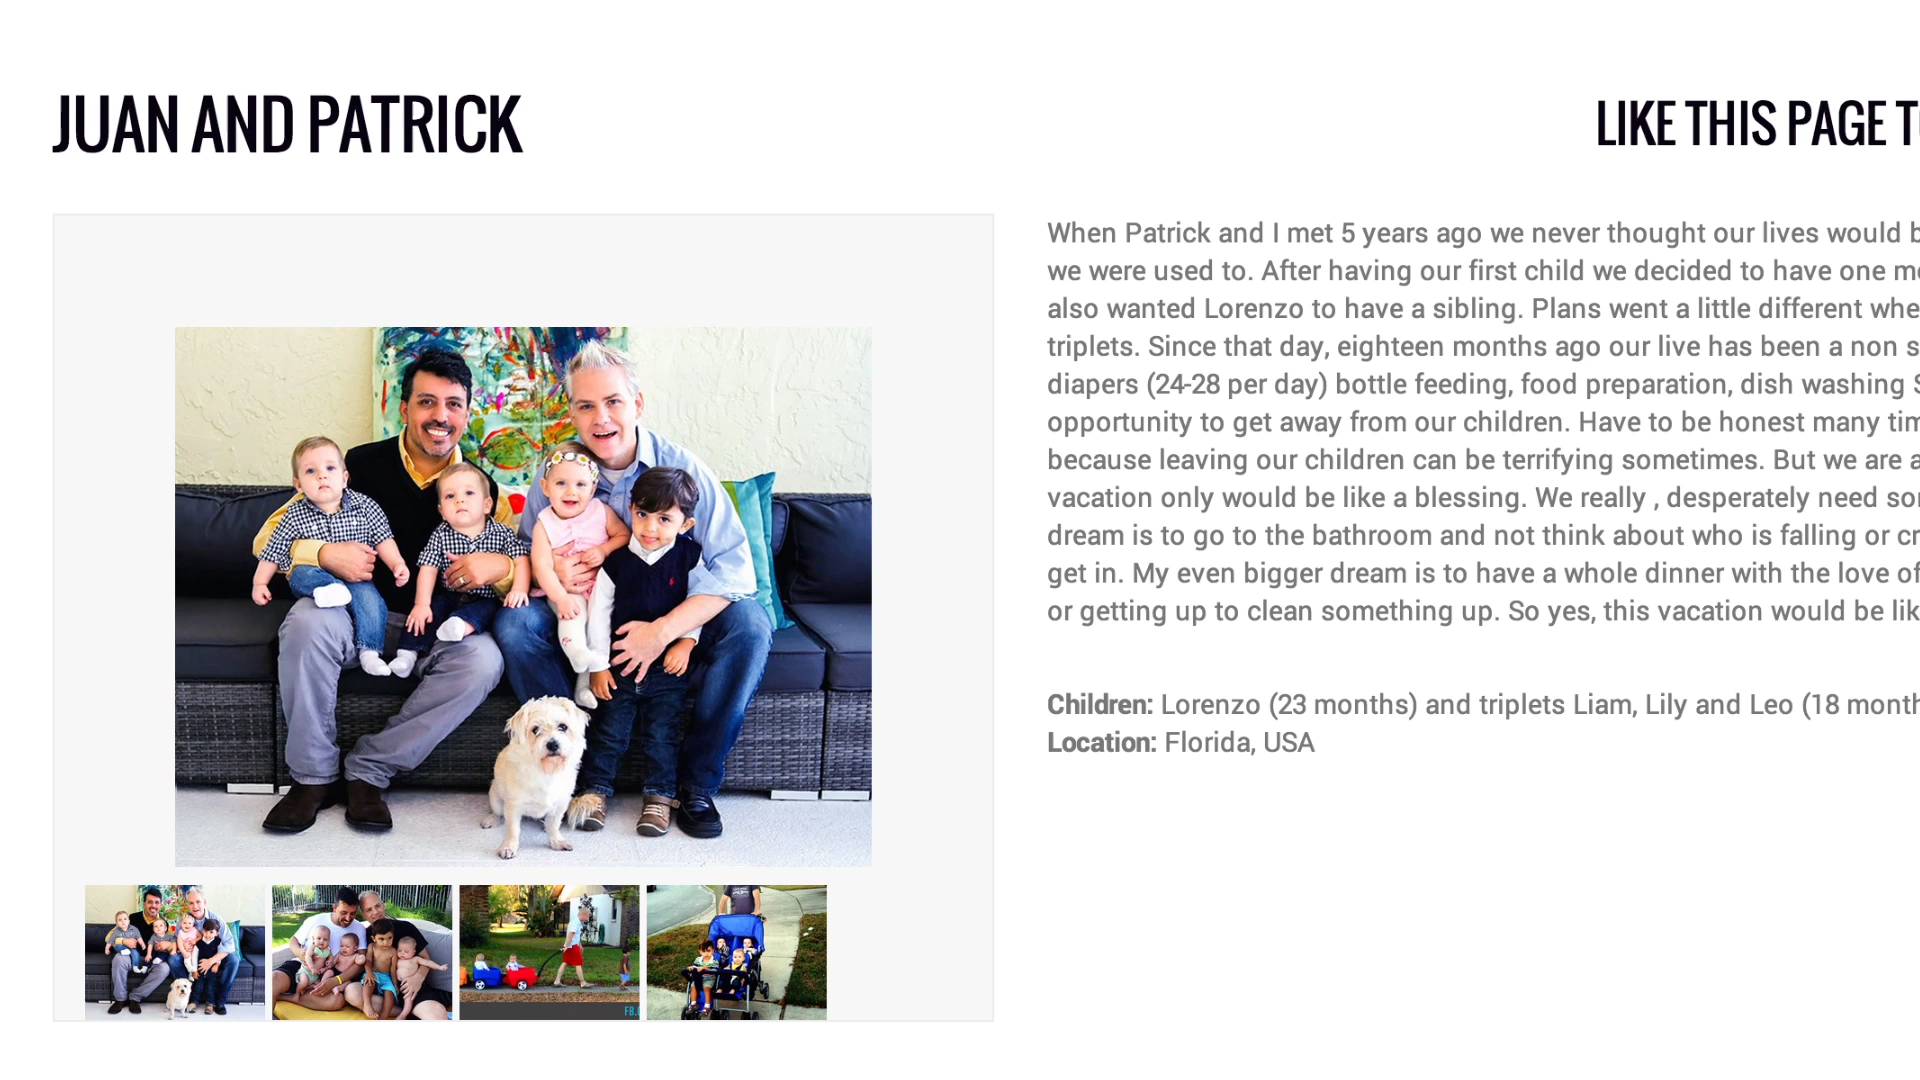 JUAN AND PATRICK
LIKE THIS PAGE
When Patrick and I met 5 years ago we never thought our lives would
we were used to. After having our first child we decided to have one
also wanted Lorenzo to have a sibling. Plans went a little different
triplets. Since that day, eighteen months ago our live has been a non
diapers (24-28 per day) bottle feeding, food preparation, dish washing
opportunity to get away from our children. Have to be honest many
because leaving our children can be terrifying sometimes. But we are
vacation only would be like a blessing. We really , desperately need
dream is to go to the bathroom and not think about who is falling or
get in. My even bigger dream is to have a whole dinner with the love of
or getting up to clean something up. So yes, this vacation would be
Children: Lorenzo (23 months) and triplets Liam, Lily and Leo (18
Location: Florida, USA